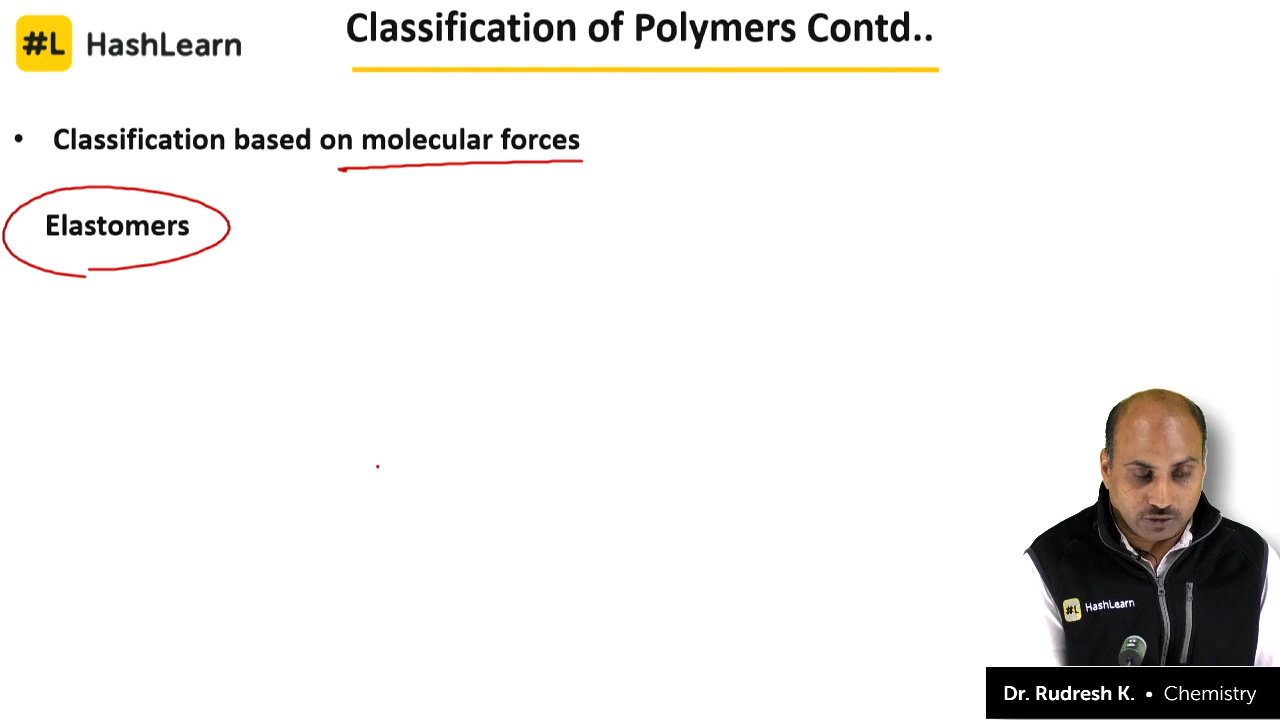 #L HashLearn
Classification of Polymers Contd..
• Classification based on molecular forces
Elastomers
#L HashLearn
Dr. Rudresh K. • Chemistry